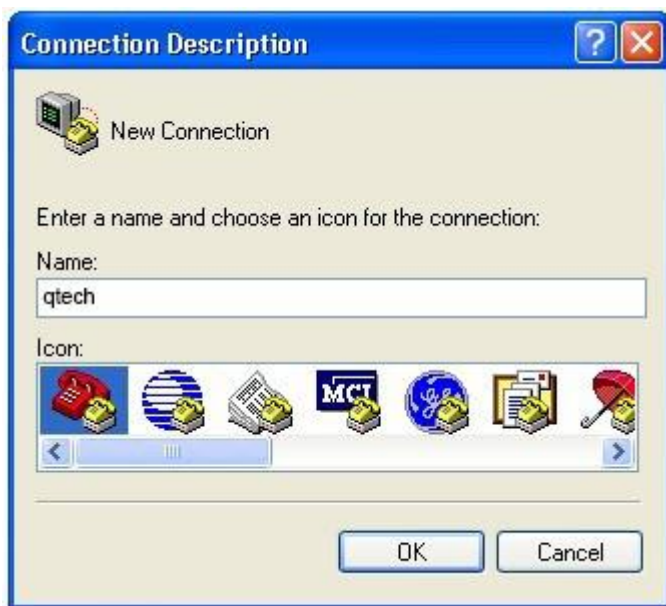 Connection Description
New Connection
Enter a name and choose an icon for the connection:
Name:
qtech
Icon:
MCI
OK Cancel